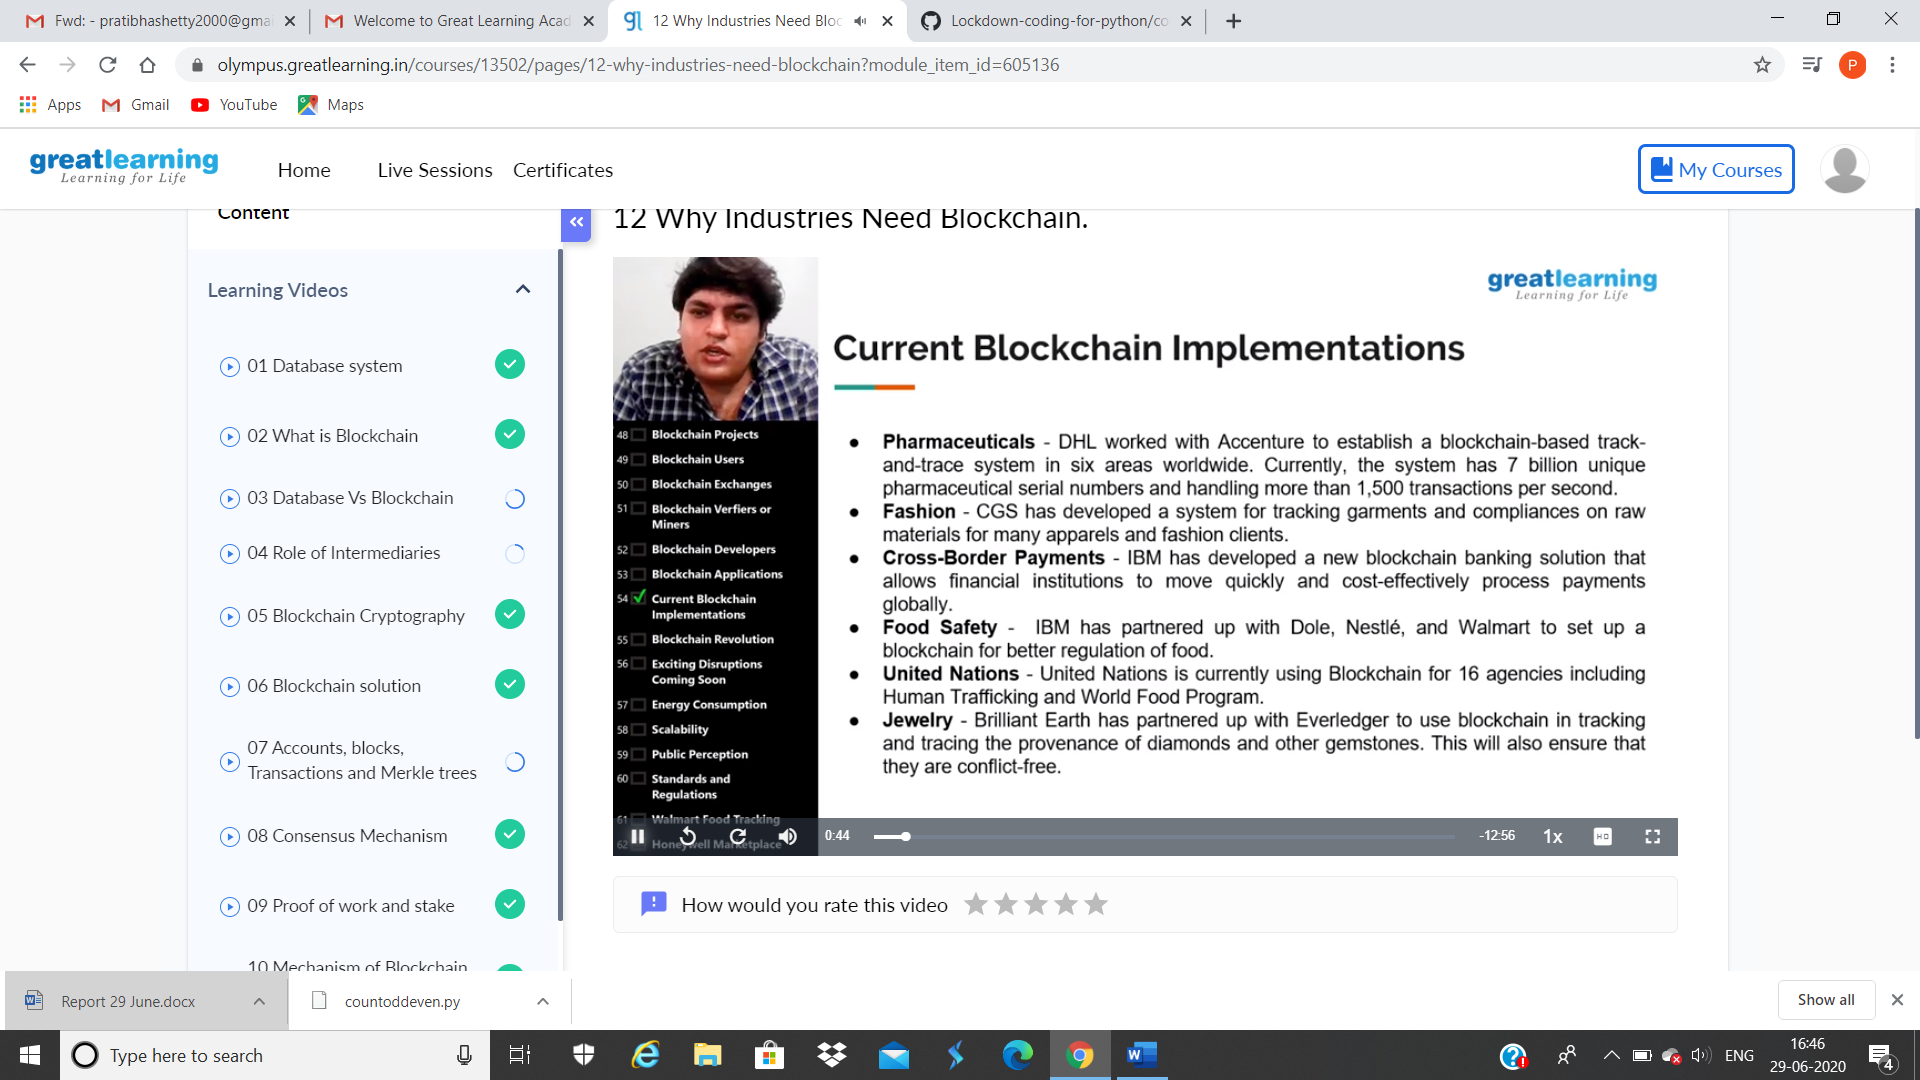 Fwd: - pratibhashetty2000@gmai
Welcome to Great Learning Acad
12 Why Industries Need Bloc
Lockdown-coding-for-python/co
olympus.greatlearning.in/courses/13502/pages/12-why-industries-need-blockchain?module_item_id=605136
P
Apps
Gmail
YouTube
Maps
greatlearning
Learning for Life
Home
Live Sessions
Certificates
My Courses
Content
12 Why Industries Need Blockchain.
Learning Videos
01 Database system
02 What is Blockchain
03 Database Vs Blockchain
04 Role of Intermediaries
05 Blockchain Cryptography
06 Blockchain solution
07 Accounts, blocks,
Transactions and Merkle trees
08 Consensus Mechanism
09 Proof of work and stake
10 Mechanism of Blockchain
48 Blockchain Projects
49 Blockchain Users
50 Blockchain Exchanges
51 Blockchain Verfiers or
Miners
52 Blockchain Developers
53 Blockchain Applications
54 Current Blockchain
Implementations
55 Blockchain Revolution
56 Exciting Disruptions
Coming Soon
57 Energy Consumption
58 Scalability
59 Public Perception
60 Standards and
Regulations
61 Walmart Food Tracking
62 Honeywell Marketplace
greatlearning
Learning for Life
Current Blockchain Implementations
● Pharmaceuticals - DHL worked with Accenture to establish a blockchain-based track-
and-trace system in six areas worldwide. Currently, the system has 7 billion unique
pharmaceutical serial numbers and handling more than 1,500 transactions per second.
● Fashion - CGS has developed a system for tracking garments and compliances on raw
materials for many apparels and fashion clients.
● Cross-Border Payments - IBM has developed a new blockchain banking solution that
allows financial institutions to move quickly and cost-effectively process payments
globally.
● Food Safety - IBM has partnered up with Dole, Nestlé, and Walmart to set up a
blockchain for better regulation of food.
● United Nations - United Nations is currently using Blockchain for 16 agencies including
Human Trafficking and World Food Program.
● Jewelry - Brilliant Earth has partnered up with Everledger to use blockchain in tracking
and tracing the provenance of diamonds and other gemstones. This will also ensure that
they are conflict-free.
0:44
-12:56
1x
HD
How would you rate this video
Report 29 June.docx
countoddeven.py
Show all
Type here to search
ENG
16:46
29-06-2020
4